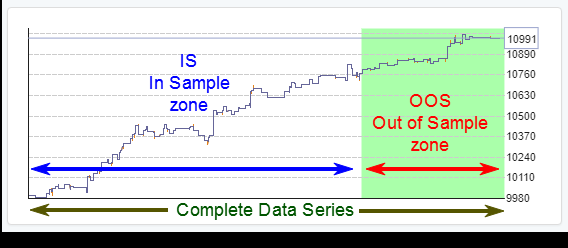 10991
10890
10760
10630
10500
10370
10240
10110
9980
IS
In Sample
zone
OOS
Out of Sample
zone
Complete Data Series